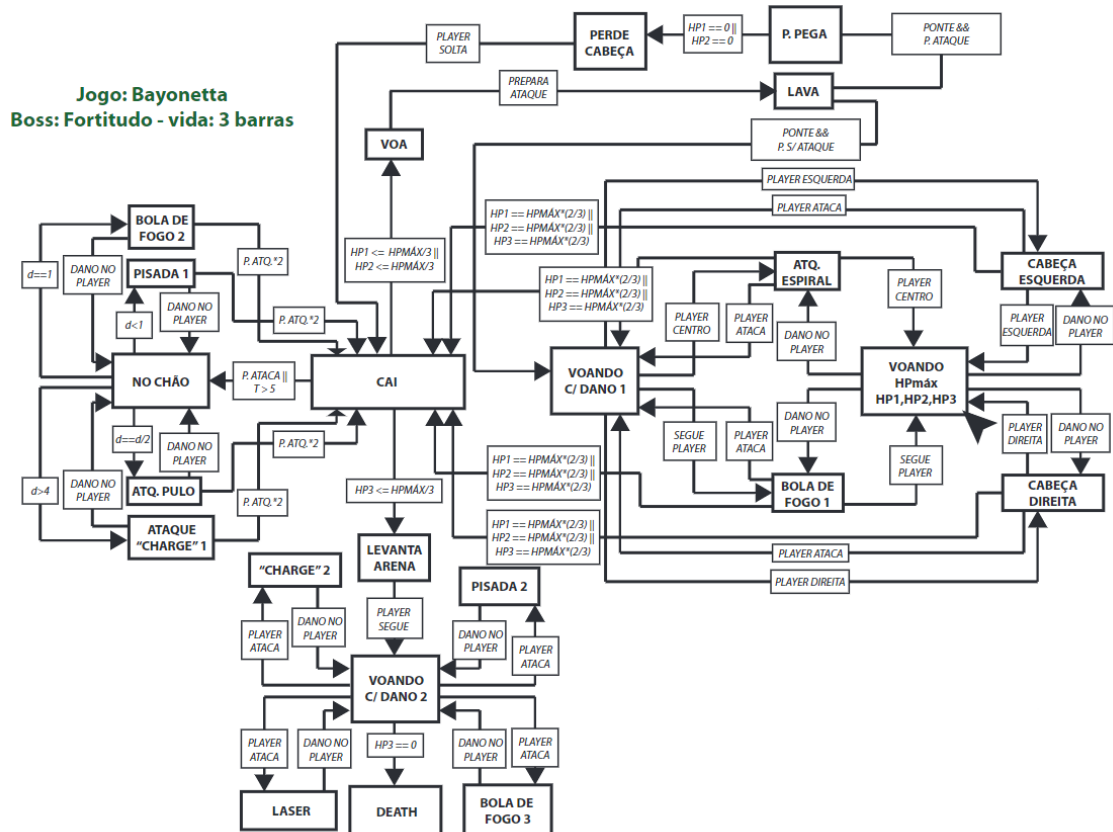 Jogo: Bayonetta
Boss: Fortitudo - vida: 3 barras
PLAYER
SOLTA
PERDE
CABEÇA
HP1 == 0 ||
HP2 == 0
P. PEGA
PONTE &&
P. ATAQUE
PREPARA
ATAQUE
LAVA
VOA
PONTE &&
P. S/ ATAQUE
PLAYER ESQUERDA
PLAYER ATACA
BOLA DE
FOGO 2
HP1 == HPMÁX*(2/3) ||
HP2 == HPMÁX*(2/3) ||
HP3 == HPMÁX*(2/3)
HP1 <= HPMÁX/3 ||
HP2 <= HPMÁX/3
P. ATQ.*2
d==1
DANO NO
PLAYER
PISADA 1
HP1 == HPMÁX*(2/3) ||
HP2 == HPMÁX*(2/3) ||
HP3 == HPMÁX*(2/3)
ATQ.
ESPIRAL
CABEÇA
ESQUERDA
PLAYER
CENTRO
DANO NO
PLAYER
d<1
P. ATQ.*2
PLAYER
CENTRO
PLAYER
ATACA
DANO NO
PLAYER
PLAYER
ESQUERDA
DANO NO
PLAYER
NO CHÃO
P. ATACA ||
T > 5
CAI
VOANDO
C/ DANO 1
VOANDO
HPmáx
HP1,HP2,HP3
d==d/2
DANO NO
PLAYER
P. ATQ.*2
SEGUE
PLAYER
PLAYER
ATACA
DANO NO
PLAYER
SEGUE
PLAYER
PLAYER
DIREITA
DANO NO
PLAYER
d>4
DANO NO
PLAYER
ATQ. PULO
P. ATQ.*2
HP3 <= HPMÁX/3
HP1 == HPMÁX*(2/3) ||
HP2 == HPMÁX*(2/3) ||
HP3 == HPMÁX*(2/3)
BOLA DE
FOGO 1
CABEÇA
DIREITA
ATAQUE
“CHARGE” 1
HP1 == HPMÁX*(2/3) ||
HP2 == HPMÁX*(2/3) ||
HP3 == HPMÁX*(2/3)
PLAYER ATACA
PLAYER DIREITA
“CHARGE” 2
LEVANTA
ARENA
PISADA 2
PLAYER
ATACA
DANO NO
PLAYER
PLAYER
SEGUE
DANO NO
PLAYER
PLAYER
ATACA
VOANDO
C/ DANO 2
PLAYER
ATACA
DANO NO
PLAYER
HP3 == 0
DANO NO
PLAYER
PLAYER
ATACA
LASER
DEATH
BOLA DE
FOGO 3